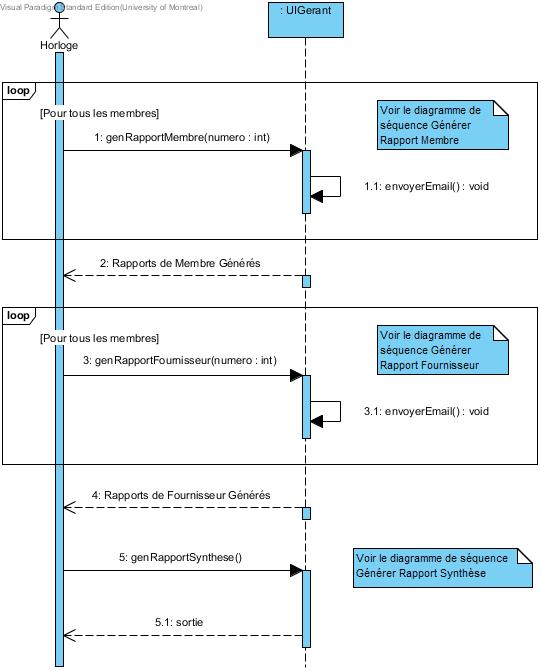 Visual Paradigm Standard Edition(University of Montreal)
: UIGerant
Horloge
loop
[Pour tous les membres]
Voir le diagramme de
séquence Générer
Rapport Membre
1: genRapportMembre(numero : int)
1.1: envoyerEmail() : void
2: Rapports de Membre Générés
loop
[Pour tous les membres]
Voir le diagramme de
séquence Générer
Rapport Fournisseur
3: genRapportFournisseur(numero : int)
3.1: envoyerEmail() : void
4: Rapports de Fournisseur Générés
5: genRapportSynthese()
Voir le diagramme de séquence
Générer Rapport Synthèse
5.1: sortie